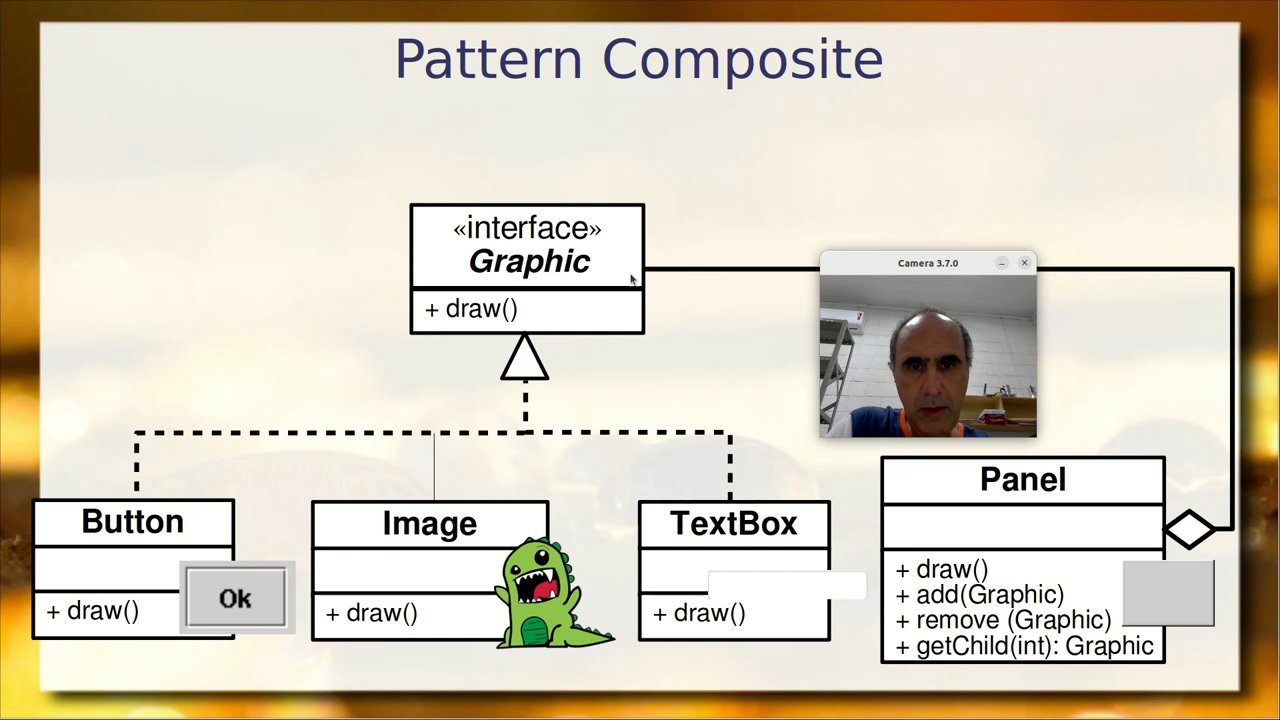 Pattern Composite
«interface»
Graphic
+ draw()
Camera 3.7.0
Button
+ draw()
Ok
Image
+ draw()
TextBox
+ draw()
Panel
+ draw()
+ add(Graphic)
+ remove (Graphic)
+ getChild(int): Graphic